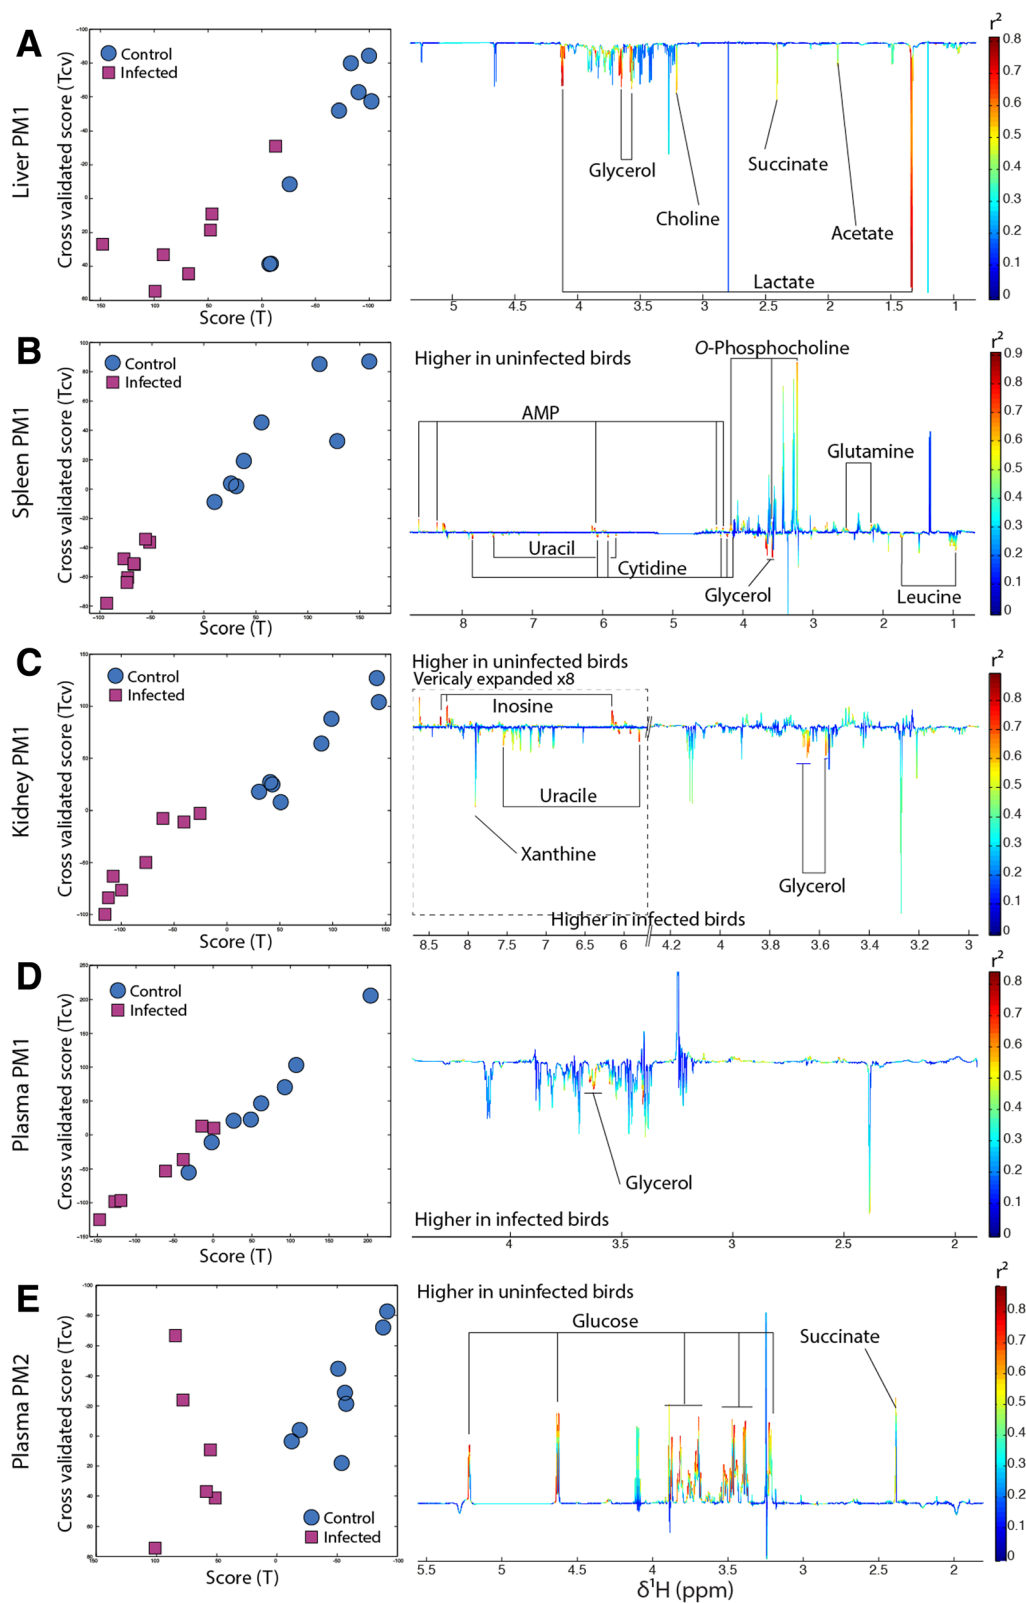 A
Liver PM1
Cross validated score (Tcv)
Control
Infected
Score (T)
Glycerol
Choline
Succinate
Acetate
Lactate
5 4.5 4 3.5 3 2.5 2 1.5 1
r²
0.8
0.7
0.6
0.5
0.4
0.3
0.2
0.1
0
B
Spleen PM1
Cross validated score (Tcv)
Control
Infected
Score (T)
Higher in uninfected birds
O-Phosphocholine
AMP
Glutamine
Uracil
Cytidine
Glycerol
Leucine
8 7 6 5 4 3 2 1
r²
0.9
0.8
0.7
0.6
0.5
0.4
0.3
0.2
0.1
0
C
Kidney PM1
Cross validated score (Tcv)
Control
Infected
Score (T)
Higher in uninfected birds
Vericaly expanded x8
Inosine
Uracile
Xanthine
Glycerol
Higher in infected birds
8.5 8 7.5 7 6.5 6 4.2 4 3.8 3.6 3.4 3.2 3
r²
0.8
0.7
0.6
0.5
0.4
0.3
0.2
0.1
0
D
Plasma PM1
Cross validated score (Tcv)
Control
Infected
Score (T)
Glycerol
Higher in infected birds
4 3.5 3 2.5 2
r²
0.8
0.7
0.6
0.5
0.4
0.3
0.2
0.1
0
E
Plasma PM2
Cross validated score (Tcv)
Control
Infected
Score (T)
Higher in uninfected birds
Glucose
Succinate
5.5 5 4.5 4 3.5 3 2.5 2
δ¹H (ppm)
r²
0.8
0.7
0.6
0.5
0.4
0.3
0.2
0.1
0